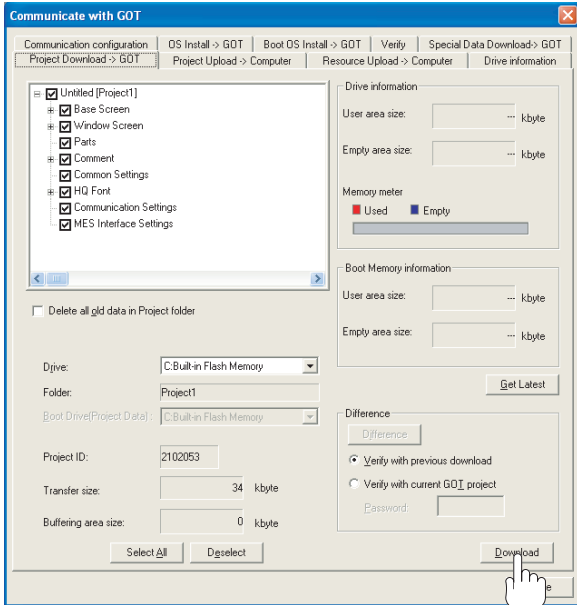 Communicate with GOT
Communication configuration OS Install -> GOT Boot OS Install -> GOT Verify Special Data Download-> GOT
Project Download -> GOT Project Upload -> Computer Resource Upload -> Computer Drive information
Untitled [Project1]
Base Screen
Window Screen
Parts
Comment
Common Settings
HQ Font
Communication Settings
MES Interface Settings
Delete all old data in Project folder
Drive: C:Built-in Flash Memory
Folder: Project1
Boot Drive(Project Data) : C:Built-in Flash Memory
Project ID: 2102053
Transfer size: 34 kbyte
Buffering area size: 0 kbyte
Select All Deselect
Drive information
User area size: --- kbyte
Empty area size: --- kbyte
Memory meter
Used Empty
Boot Memory information
User area size: --- kbyte
Empty area size: --- kbyte
Get Latest
Difference
Difference
Verify with previous download
Verify with current GOT project
Password:
Download